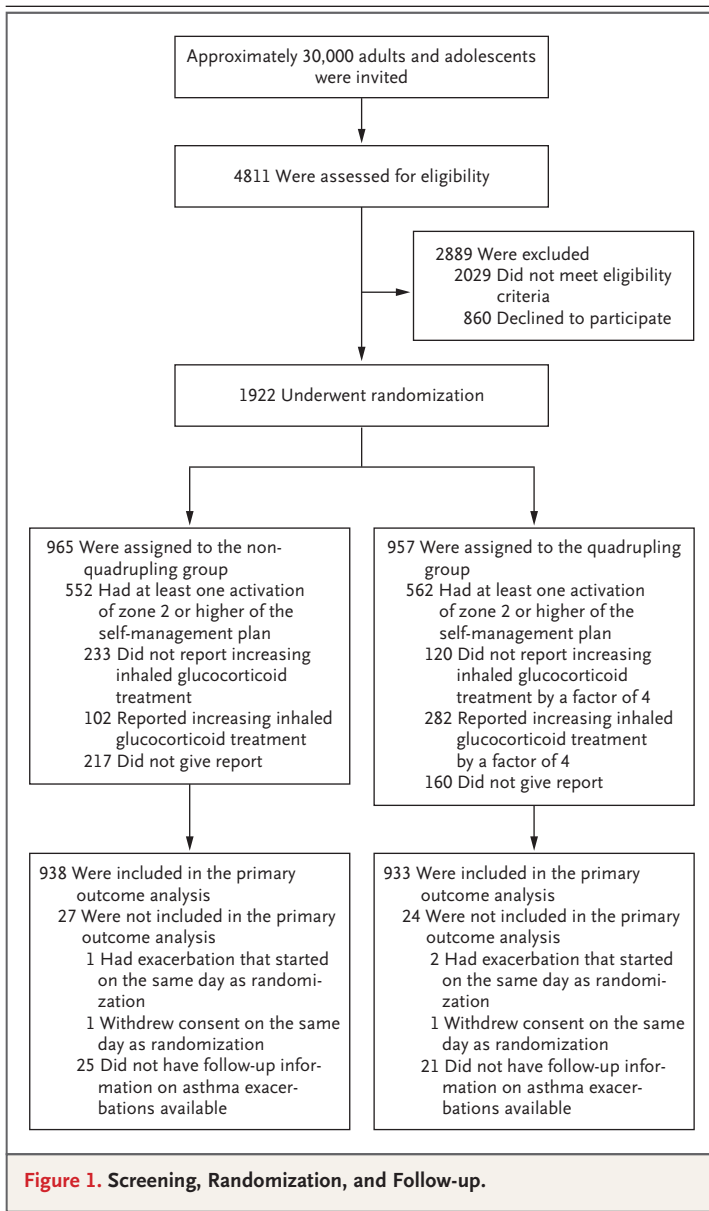 Approximately 30,000 adults and adolescents
were invited
4811 Were assessed for eligibility
2889 Were excluded
2029 Did not meet eligibility
criteria
860 Declined to participate
1922 Underwent randomization
965 Were assigned to the non-
quadrupling group
552 Had at least one activation
of zone 2 or higher of the
self-management plan
233 Did not report increasing
inhaled glucocorticoid
treatment
102 Reported increasing inhaled
glucocorticoid treatment
217 Did not give report
957 Were assigned to the quadrupling
group
562 Had at least one activation
of zone 2 or higher of the
self-management plan
120 Did not report increasing
inhaled glucocorticoid
treatment by a factor of 4
282 Reported increasing inhaled
glucocorticoid treatment
by a factor of 4
160 Did not give report
938 Were included in the primary
outcome analysis
27 Were not included in the primary
outcome analysis
1 Had exacerbation that started
on the same day as randomi-
zation
1 Withdrew consent on the same
day as randomization
25 Did not have follow-up infor-
mation on asthma exacer-
bations available
933 Were included in the primary
outcome analysis
24 Were not included in the primary
outcome analysis
2 Had exacerbation that started
on the same day as randomi-
zation
1 Withdrew consent on the same
day as randomization
21 Did not have follow-up infor-
mation on asthma exacer-
bations available
Figure 1. Screening, Randomization, and Follow-up.